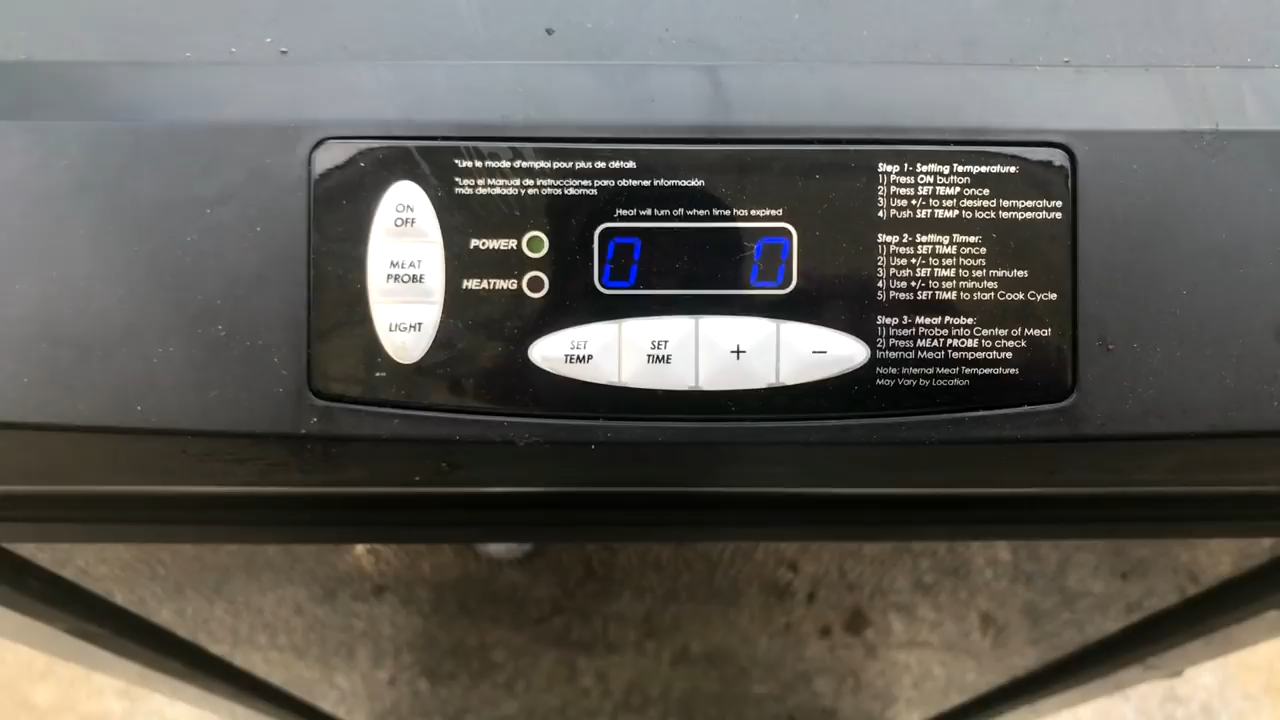 *Lire le mode d'emploi pour plus de détails
*Lea el Manual de instrucciones para obtener información
más detallada y en otros idiomas
ON
OFF
MEAT
PROBE
LIGHT
POWER
HEATING
Heat will turn off when time has expired
0 0
SET
TEMP
SET
TIME
+
−
Step 1- Setting Temperature:
1) Press ON button
2) Press SET TEMP once
3) Use +/- to set desired temperature
4) Push SET TEMP to lock temperature
Step 2- Setting Timer:
1) Press SET TIME once
2) Use +/- to set hours
3) Push SET TIME to set minutes
4) Use +/- to set minutes
5) Press SET TIME to start Cook Cycle
Step 3- Meat Probe:
1) Insert Probe into Center of Meat
2) Press MEAT PROBE to check
Internal Meat Temperature
Note: Internal Meat Temperatures
May Vary by Location